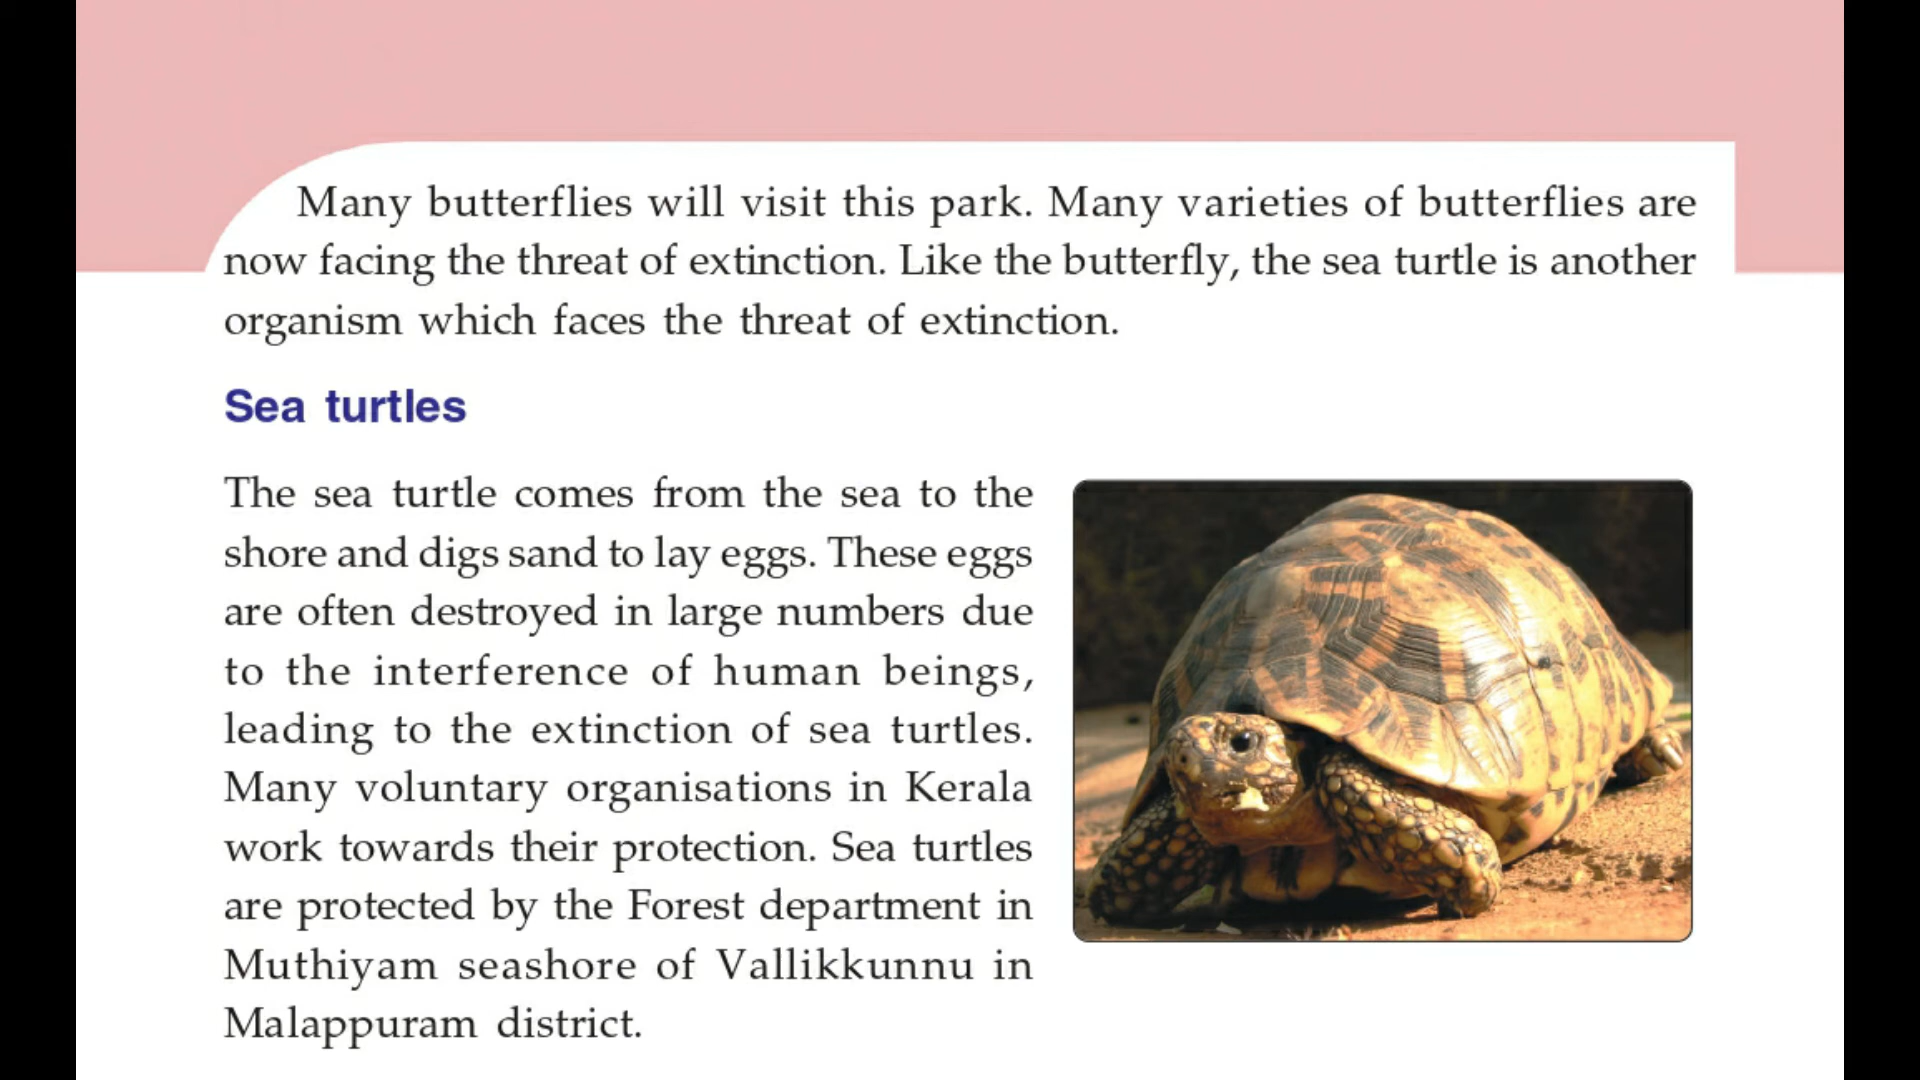 Many butterflies will visit this park. Many varieties of butterflies are
now facing the threat of extinction. Like the butterfly, the sea turtle is another
organism which faces the threat of extinction.
Sea turtles
The sea turtle comes from the sea to the
shore and digs sand to lay eggs. These eggs
are often destroyed in large numbers due
to the interference of human beings,
leading to the extinction of sea turtles.
Many voluntary organisations in Kerala
work towards their protection. Sea turtles
are protected by the Forest department in
Muthiyam seashore of Vallikkunnu in
Malappuram district.